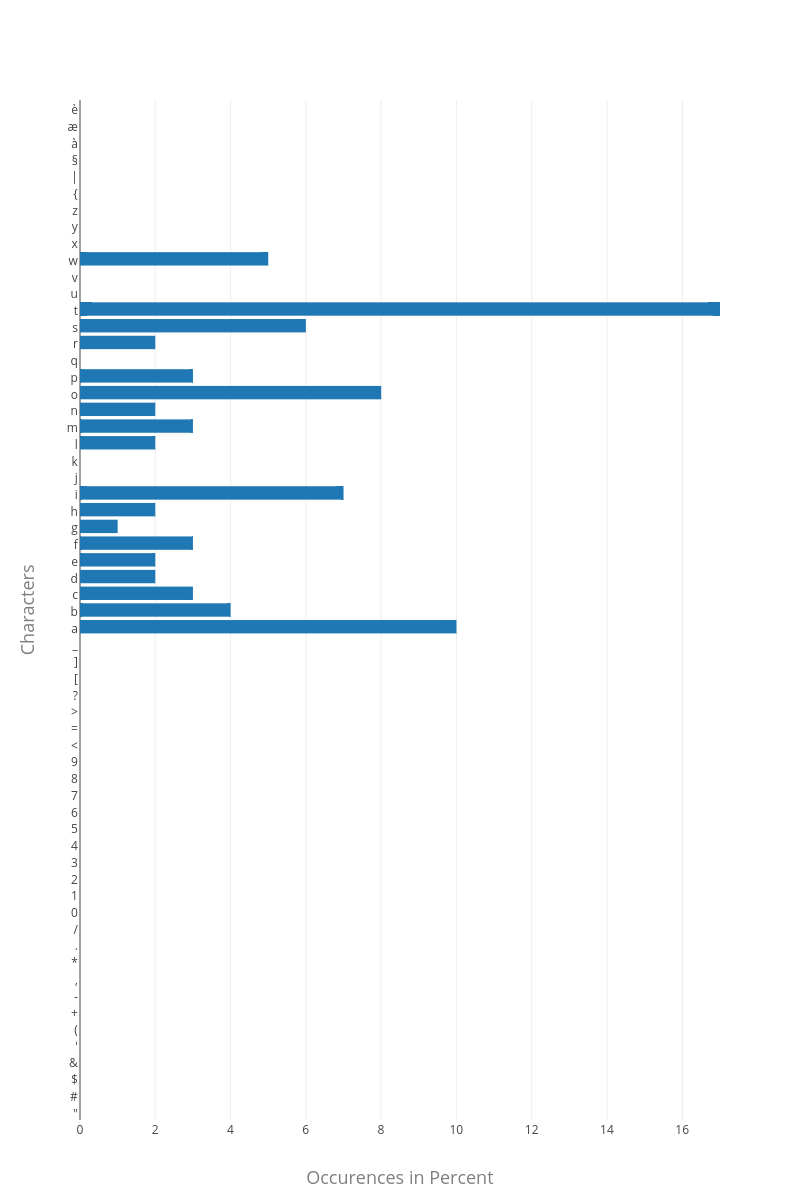 è
æ
à
§
|
{
z
y
x
w
v
u
t
s
r
q
p
o
n
m
l
k
j
i
h
g
f
e
d
c
b
a
_
]
[
?
>
=
<
9
8
7
6
5
4
3
2
1
0
/
.
*
,
-
+
(
'
&
$
#
"
0 2 4 6 8 10 12 14 16
Characters
Occurences in Percent